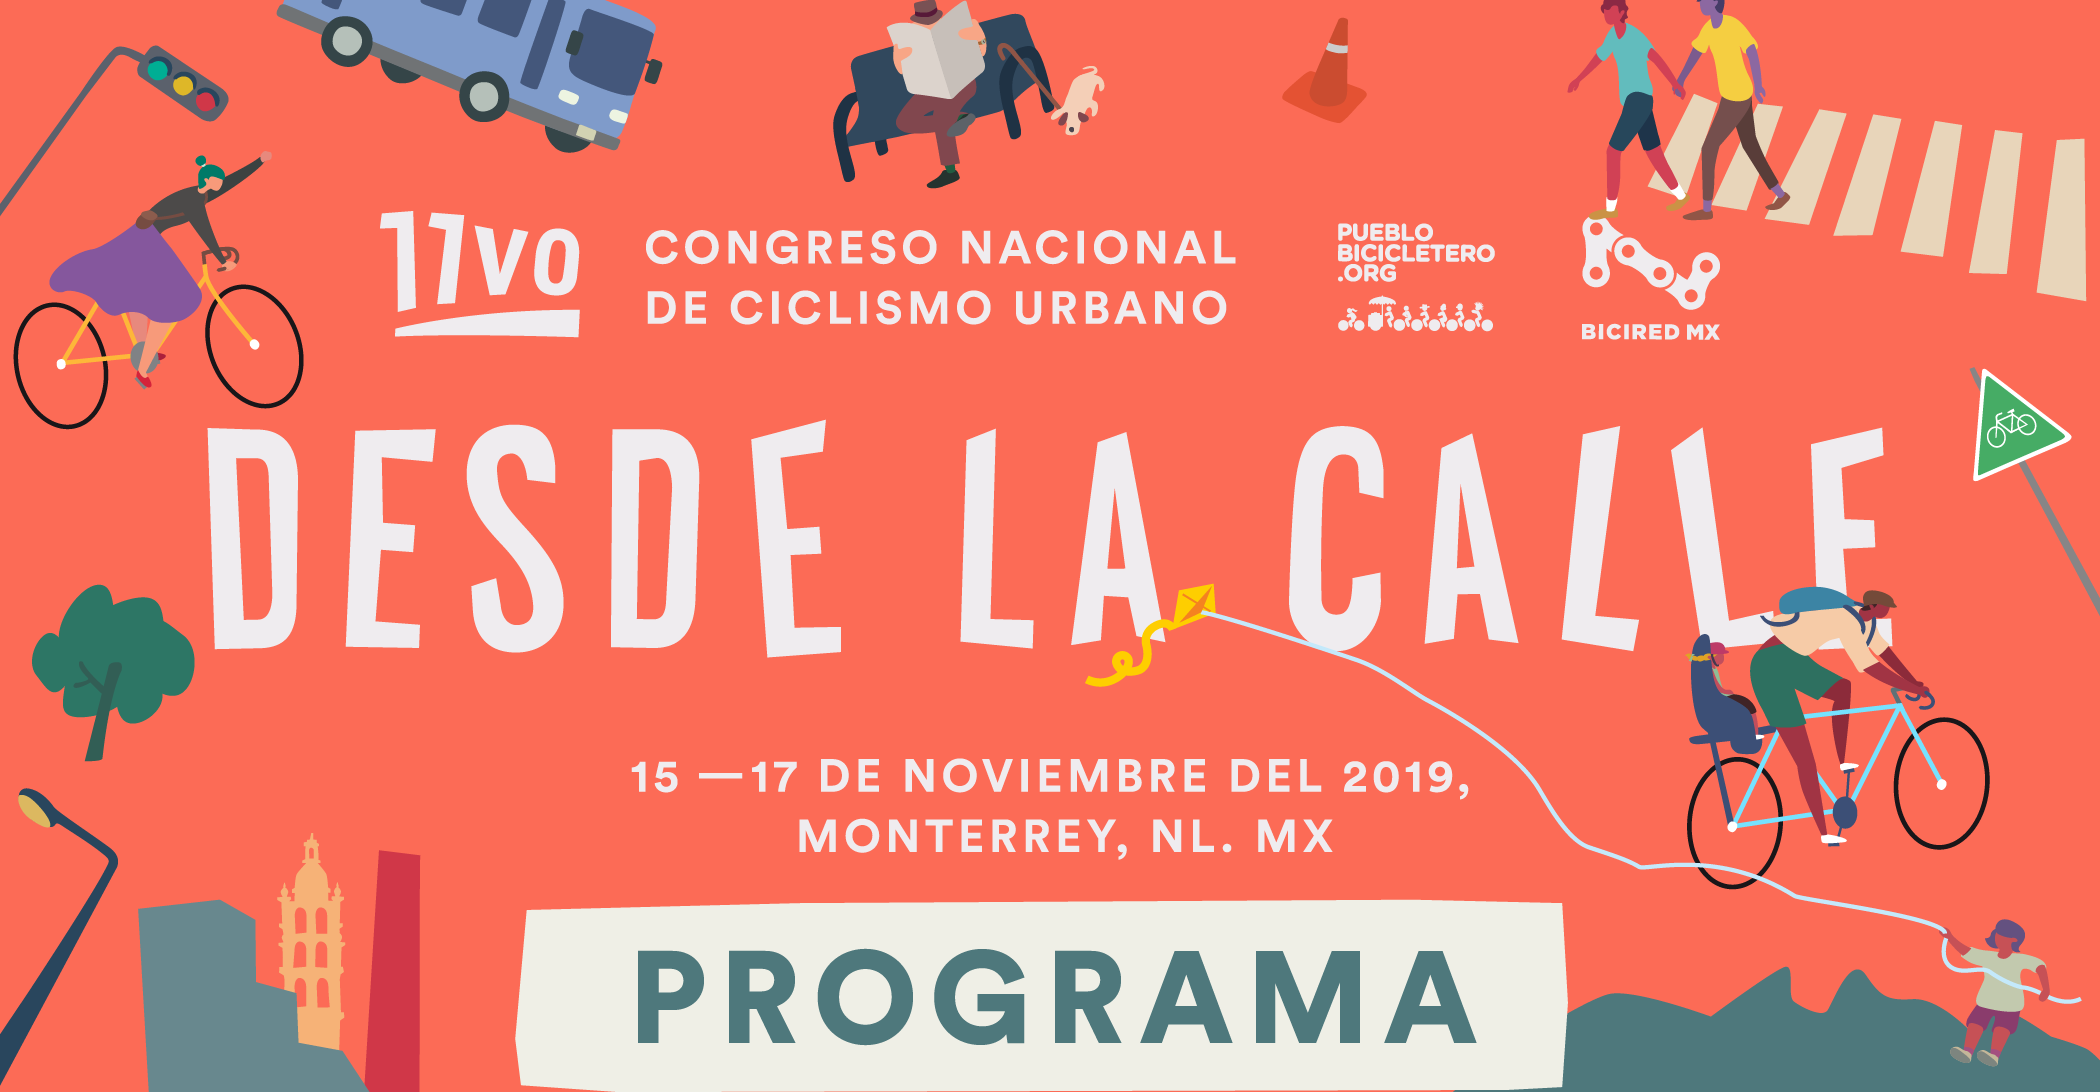 11vo
CONGRESO NACIONAL
DE CICLISMO URBANO
PUEBLO
BICICLETERO
.ORG
BICIRED MX
DESDE LA CALLE
15 —17 DE NOVIEMBRE DEL 2019,
MONTERREY, NL. MX
PROGRAMA